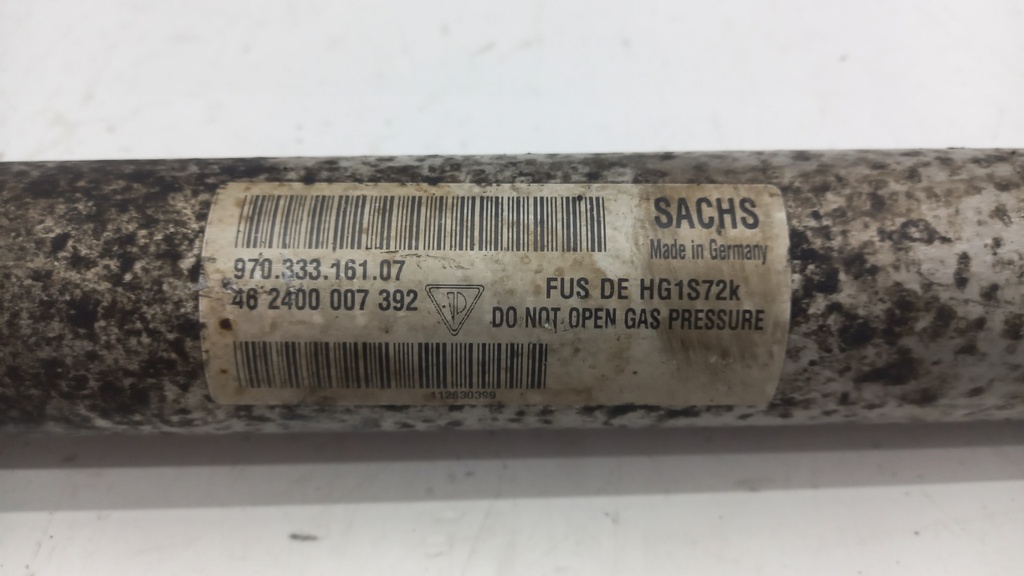 SACHS
Made in Germany
970.333.161.07
46 2400 007 392
FUS DE HG1S72k
DO NOT OPEN GAS PRESSURE